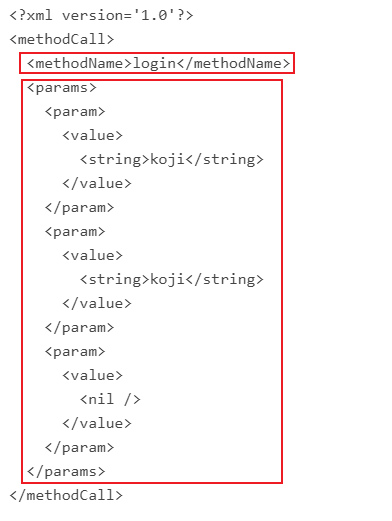 <?xml version='1.0'?>
<methodCall>
<methodName>login</methodName>
<params>
<param>
<value>
<string>koji</string>
</value>
</param>
<param>
<value>
<string>koji</string>
</value>
</param>
<param>
<value>
<nil />
</value>
</param>
</params>
</methodCall>